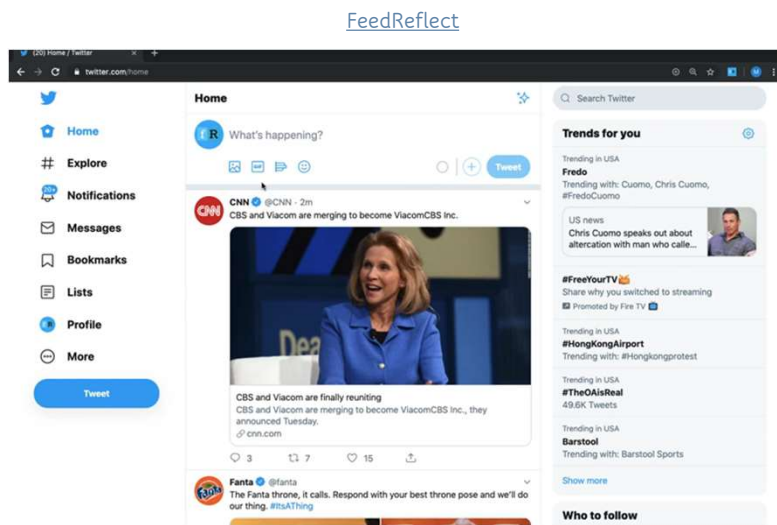 FeedReflect
(20) Home / Twitter
twitter.com/home
Home
Explore
20+
Notifications
Messages
Bookmarks
Lists
Profile
More
Tweet
Home
R
What's happening?
GIF
Tweet
CNN
CNN @CNN · 2m
CBS and Viacom are merging to become ViacomCBS Inc.
Dea
CBS and Viacom are finally reuniting
CBS and Viacom are merging to become ViacomCBS Inc., they
announced Tuesday.
cnn.com
3 7 15
Fanta @fanta
The Fanta throne, it calls. Respond with your best throne pose and we'll do
our thing. #ItsAThing
Search Twitter
Trends for you
Trending in USA
Fredo
Trending with: Cuomo, Chris Cuomo,
#FredoCuomo
US news
Chris Cuomo speaks out about
altercation with man who calle...
#FreeYourTV
Share why you switched to streaming
Promoted by Fire TV
Trending in USA
#HongKongAirport
Trending with: #Hongkongprotest
Trending in USA
#TheOAisReal
49.6K Tweets
Trending in USA
Barstool
Trending with: Barstool Sports
Show more
Who to follow